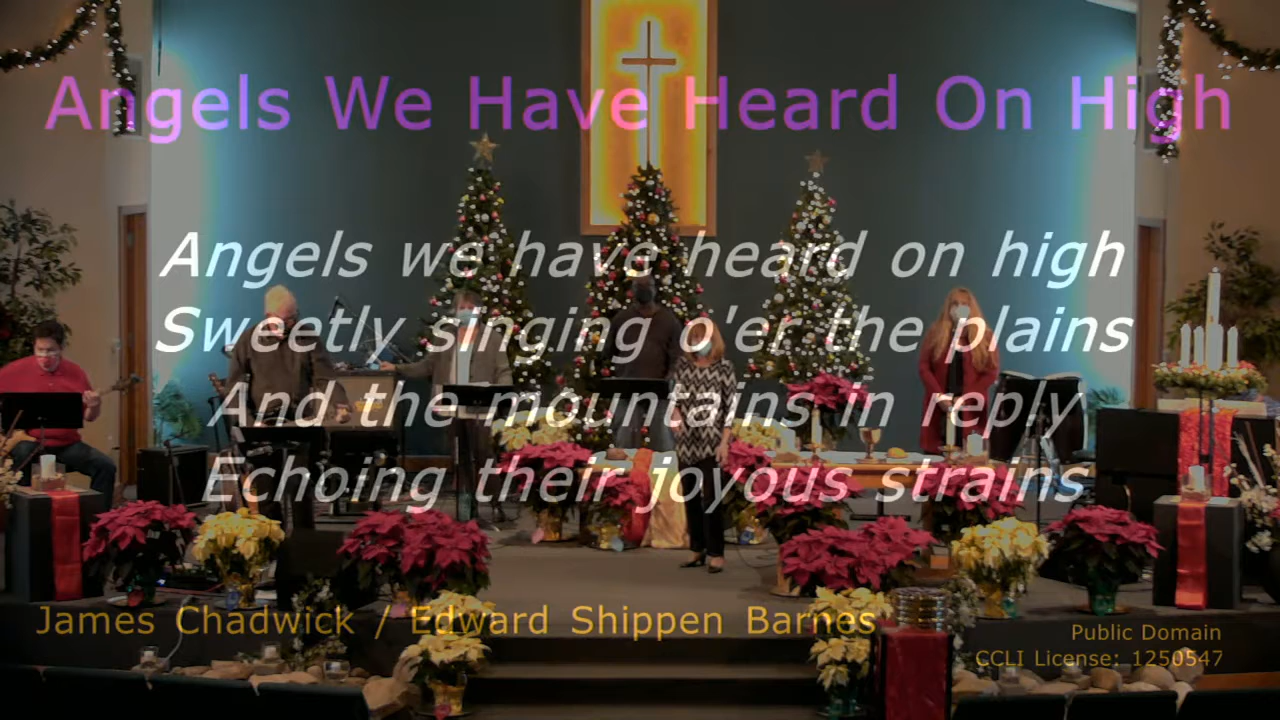 Angels We Have Heard On High
Angels we have heard on high
Sweetly singing o'er the plains
And the mountains in reply
Echoing their joyous strains
James Chadwick / Edward Shippen Barnes
Public Domain
CCLI License: 1250547